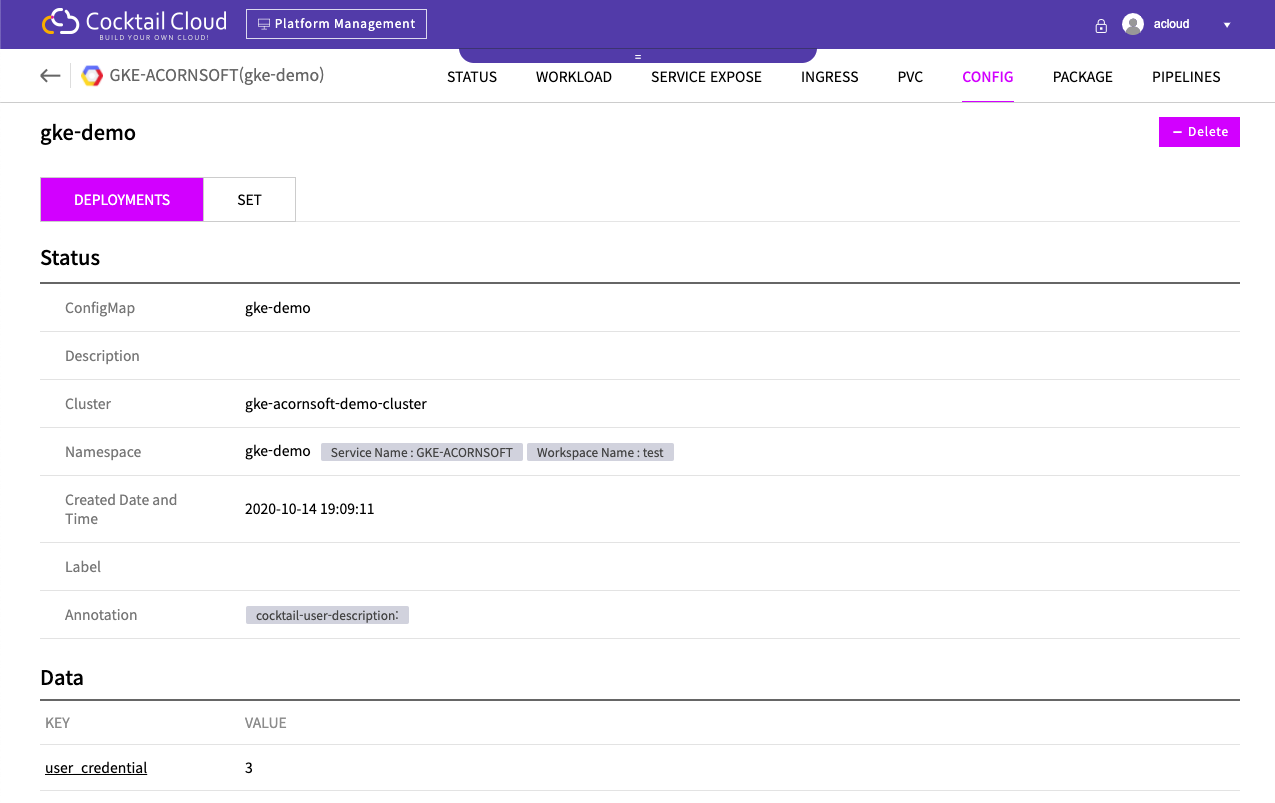 Cocktail Cloud
BUILD YOUR OWN CLOUD!
Platform Management
acloud
GKE-ACORNSOFT(gke-demo)
STATUS WORKLOAD SERVICE EXPOSE INGRESS PVC CONFIG PACKAGE PIPELINES
gke-demo
– Delete
DEPLOYMENTS SET
Status
ConfigMap gke-demo
Description
Cluster gke-acornsoft-demo-cluster
Namespace gke-demo Service Name : GKE-ACORNSOFT Workspace Name : test
Created Date and
Time 2020-10-14 19:09:11
Label
Annotation cocktail-user-description:
Data
KEY VALUE
user_credential 3